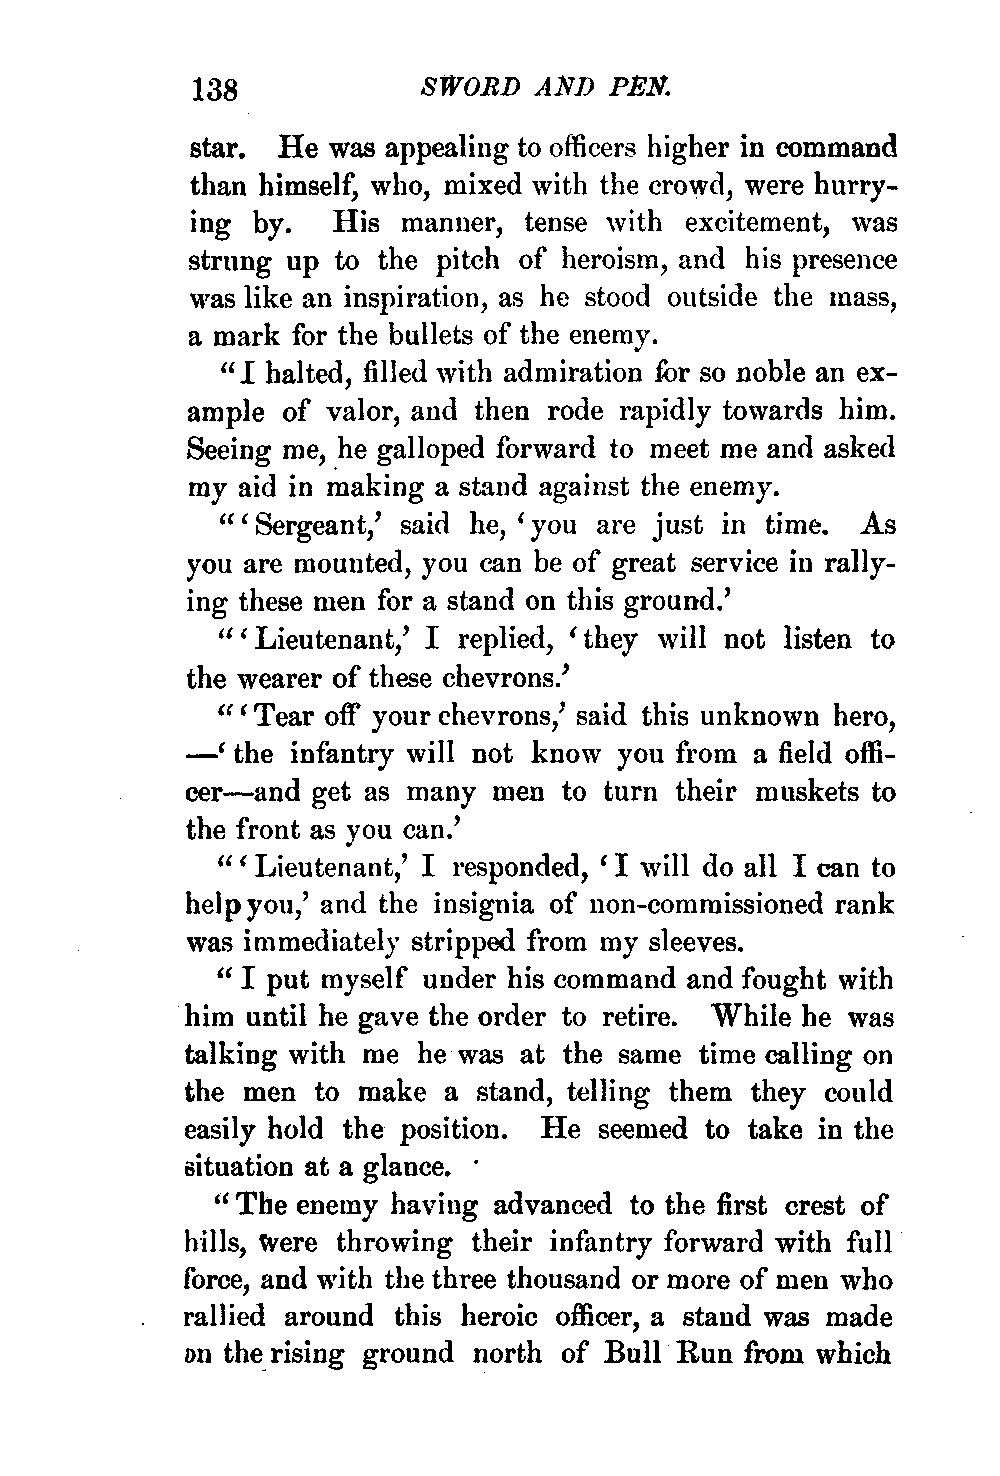 138 SWORD AND PEN.
star. He was appealing to officers higher in command
than himself, who, mixed with the crowd, were hurry-
ing by. His manner, tense with excitement, was
strung up to the pitch of heroism, and his presence
was like an inspiration, as he stood outside the mass,
a mark for the bullets of the enemy.
“I halted, filled with admiration for so noble an ex-
ample of valor, and then rode rapidly towards him.
Seeing me, he galloped forward to meet me and asked
my aid in making a stand against the enemy.
“‘Sergeant,’ said he, ‘you are just in time. As
you are mounted, you can be of great service in rally-
ing these men for a stand on this ground.’
“‘Lieutenant,’ I replied, ‘they will not listen to
the wearer of these chevrons.’
“‘Tear off your chevrons,’ said this unknown hero,
—‘the infantry will not know you from a field offi-
cer—and get as many men to turn their muskets to
the front as you can.’
“‘Lieutenant,’ I responded, ‘I will do all I can to
help you,’ and the insignia of non-commissioned rank
was immediately stripped from my sleeves.
“I put myself under his command and fought with
him until he gave the order to retire. While he was
talking with me he was at the same time calling on
the men to make a stand, telling them they could
easily hold the position. He seemed to take in the
situation at a glance.
“The enemy having advanced to the first crest of
hills, were throwing their infantry forward with full
force, and with the three thousand or more of men who
rallied around this heroic officer, a stand was made
on the rising ground north of Bull Run from which